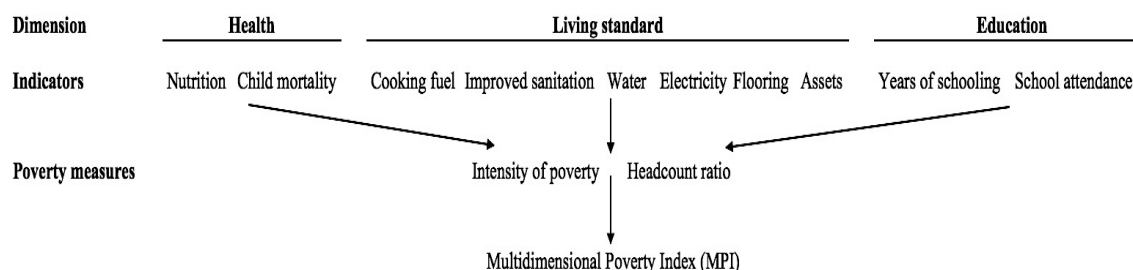 Dimension Health Living standard Education
Indicators Nutrition Child mortality Cooking fuel Improved sanitation Water Electricity Flooring Assets Years of schooling School attendance
Poverty measures Intensity of poverty Headcount ratio
Multidimensional Poverty Index (MPI)